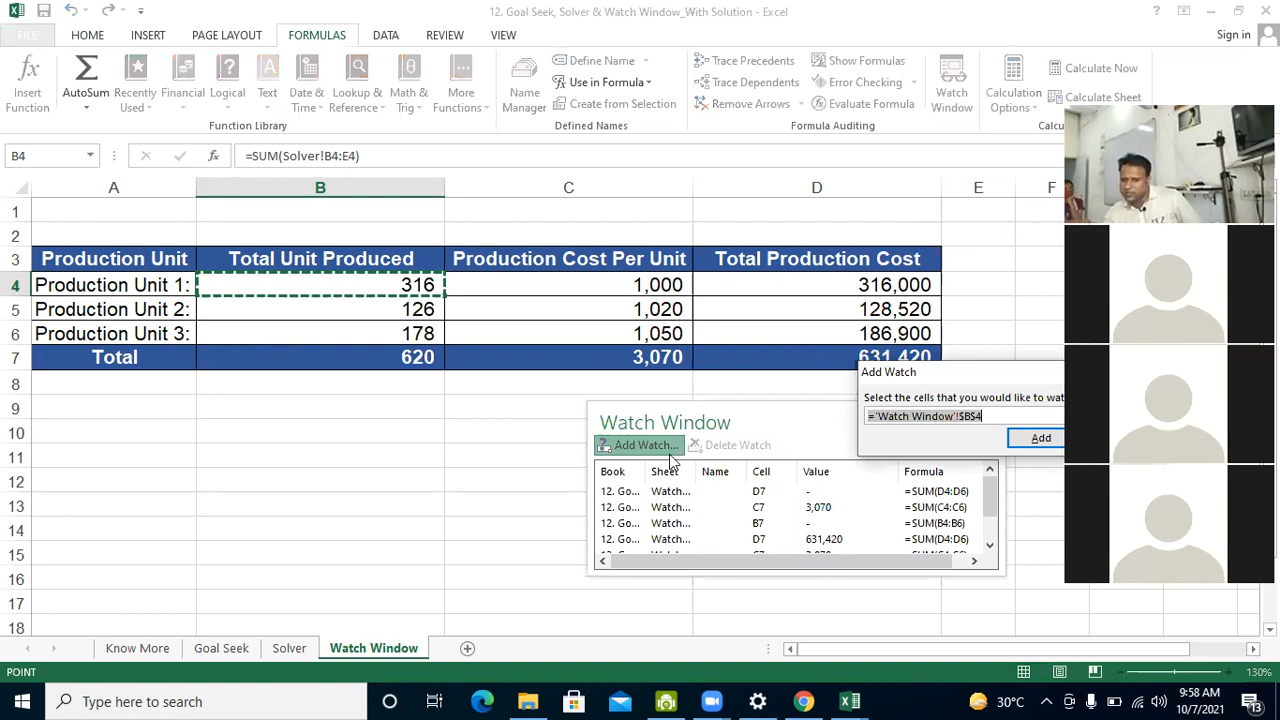 12. Goal Seek, Solver & Watch Window_With Solution - Excel
FILE HOME INSERT PAGE LAYOUT FORMULAS DATA REVIEW VIEW Sign in
Insert Function
AutoSum
Recently Used
Financial
Logical
Text
Date & Time
Lookup & Reference
Math & Trig
More Functions
Function Library
Name Manager
Define Name
Use in Formula
Create from Selection
Defined Names
Trace Precedents
Trace Dependents
Remove Arrows
Show Formulas
Error Checking
Evaluate Formula
Formula Auditing
Watch Window
Calculation Options
Calculate Now
Calculate Sheet
Calcu
B4 fx =SUM(Solver!B4:E4)
A B C D E F
1
2
3 Production Unit Total Unit Produced Production Cost Per Unit Total Production Cost
4 Production Unit 1: 316 1,000 316,000
5 Production Unit 2: 126 1,020 128,520
6 Production Unit 3: 178 1,050 186,900
7 Total 620 3,070 631,420
8
9
10
11
12
13
14
15
16
17
18
Add Watch
Select the cells that you would like to wat
='Watch Window'!$B$4
Add
Watch Window
Add Watch... Delete Watch
Book Sheet Name Cell Value Formula
12. Go... Watch... D7 - =SUM(D4:D6)
12. Go... Watch... C7 3,070 =SUM(C4:C6)
12. Go... Watch... B7 - =SUM(B4:B6)
12. Go... Watch... D7 631,420 =SUM(D4:D6)
Know More Goal Seek Solver Watch Window
POINT 130%
Type here to search
30°C
9:58 AM
10/7/2021
13